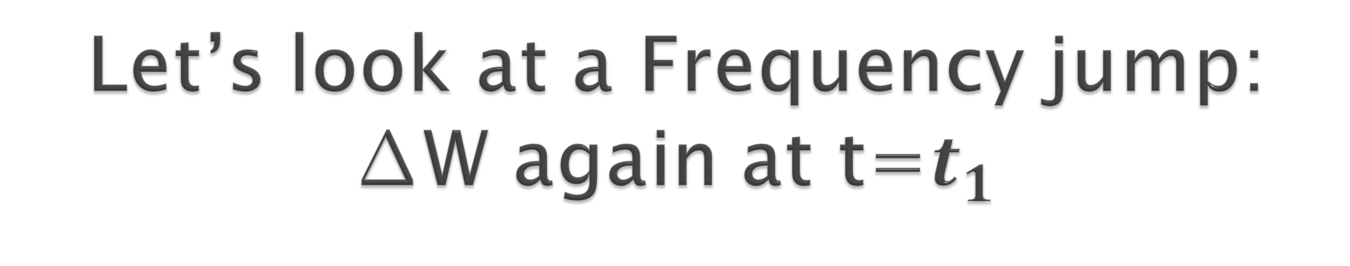 Let’s look at a Frequency jump:
ΔW again at t=t₁